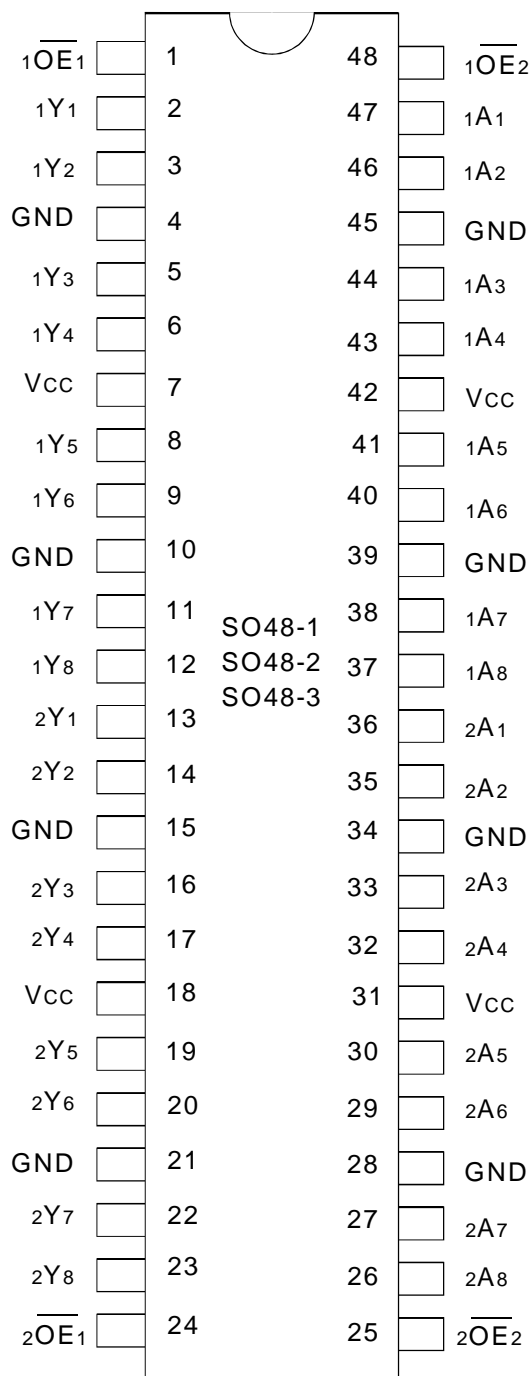 1OE1 1 48 1OE2
1Y1 2 47 1A1
1Y2 3 46 1A2
GND 4 45 GND
1Y3 5 44 1A3
1Y4 6 43 1A4
VCC 7 42 VCC
1Y5 8 41 1A5
1Y6 9 40 1A6
GND 10 39 GND
1Y7 11 SO48-1 38 1A7
1Y8 12 SO48-2 37 1A8
2Y1 13 SO48-3 36 2A1
2Y2 14 35 2A2
GND 15 34 GND
2Y3 16 33 2A3
2Y4 17 32 2A4
VCC 18 31 VCC
2Y5 19 30 2A5
2Y6 20 29 2A6
GND 21 28 GND
2Y7 22 27 2A7
2Y8 23 26 2A8
2OE1 24 25 2OE2